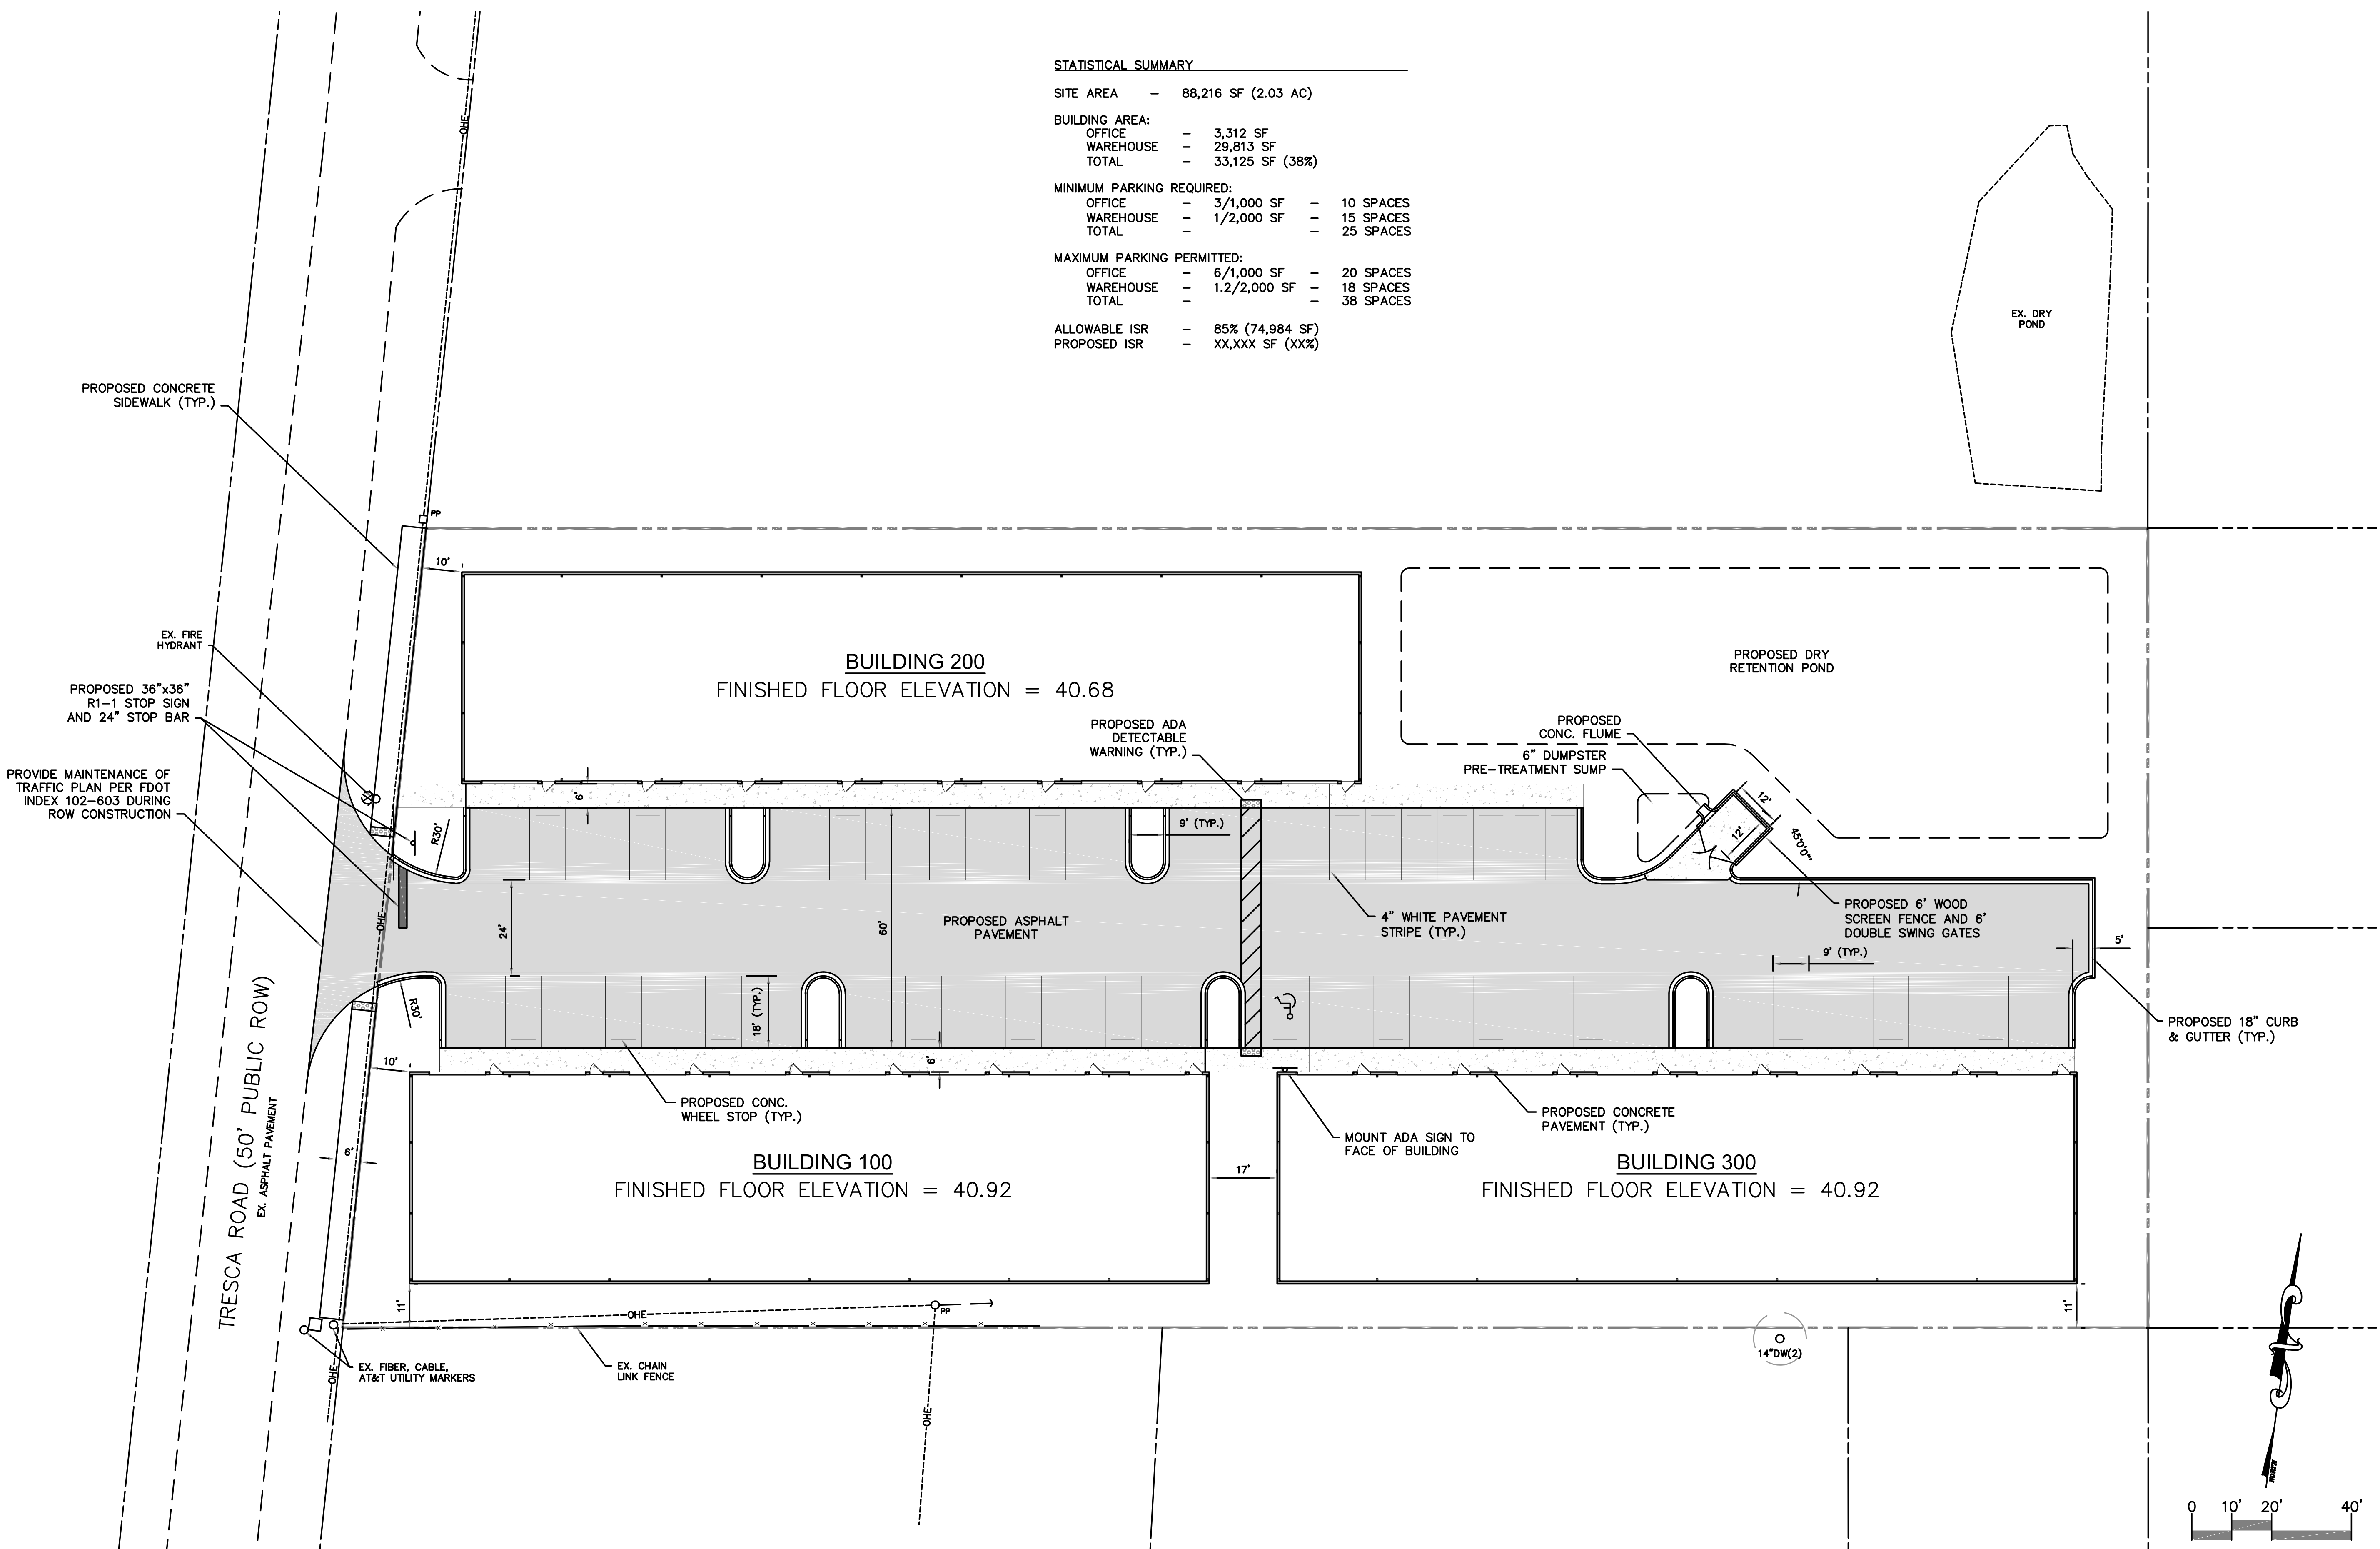 STATISTICAL SUMMARY
SITE AREA – 88,216 SF (2.03 AC)
BUILDING AREA:
OFFICE – 3,312 SF
WAREHOUSE – 29,813 SF
TOTAL – 33,125 SF (38%)
MINIMUM PARKING REQUIRED:
OFFICE – 3/1,000 SF – 10 SPACES
WAREHOUSE – 1/2,000 SF – 15 SPACES
TOTAL – – 25 SPACES
MAXIMUM PARKING PERMITTED:
OFFICE – 6/1,000 SF – 20 SPACES
WAREHOUSE – 1.2/2,000 SF – 18 SPACES
TOTAL – – 38 SPACES
ALLOWABLE ISR – 85% (74,984 SF)
PROPOSED ISR – XX,XXX SF (XX%)
OHE
EX. DRY
POND
PROPOSED CONCRETE
SIDEWALK (TYP.)
PP
10'
EX. FIRE
HYDRANT
PROPOSED 36"x36"
R1-1 STOP SIGN
AND 24" STOP BAR
PROVIDE MAINTENANCE OF
TRAFFIC PLAN PER FDOT
INDEX 102-603 DURING
ROW CONSTRUCTION
BUILDING 200
FINISHED FLOOR ELEVATION = 40.68
PROPOSED DRY
RETENTION POND
PROPOSED ADA
DETECTABLE
WARNING (TYP.)
PROPOSED
CONC. FLUME
6" DUMPSTER
PRE-TREATMENT SUMP
12'
12'
45°0'0"
6'
R30'
9' (TYP.)
24'
60'
OHE
PROPOSED ASPHALT
PAVEMENT
4" WHITE PAVEMENT
STRIPE (TYP.)
PROPOSED 6' WOOD
SCREEN FENCE AND 6'
DOUBLE SWING GATES
5'
9' (TYP.)
R30'
18' (TYP.)
PROPOSED 18" CURB
& GUTTER (TYP.)
10'
6'
PROPOSED CONC.
WHEEL STOP (TYP.)
PROPOSED CONCRETE
PAVEMENT (TYP.)
MOUNT ADA SIGN TO
FACE OF BUILDING
TRESCA ROAD (50' PUBLIC ROW)
EX. ASPHALT PAVEMENT
6'
BUILDING 100
FINISHED FLOOR ELEVATION = 40.92
17'
BUILDING 300
FINISHED FLOOR ELEVATION = 40.92
11'
OHE
PP
11'
X X X X X X X X X
EX. FIBER, CABLE,
AT&T UTILITY MARKERS
EX. CHAIN
LINK FENCE
14"DW(2)
OHE
OHE
NORTH
0 10' 20' 40'